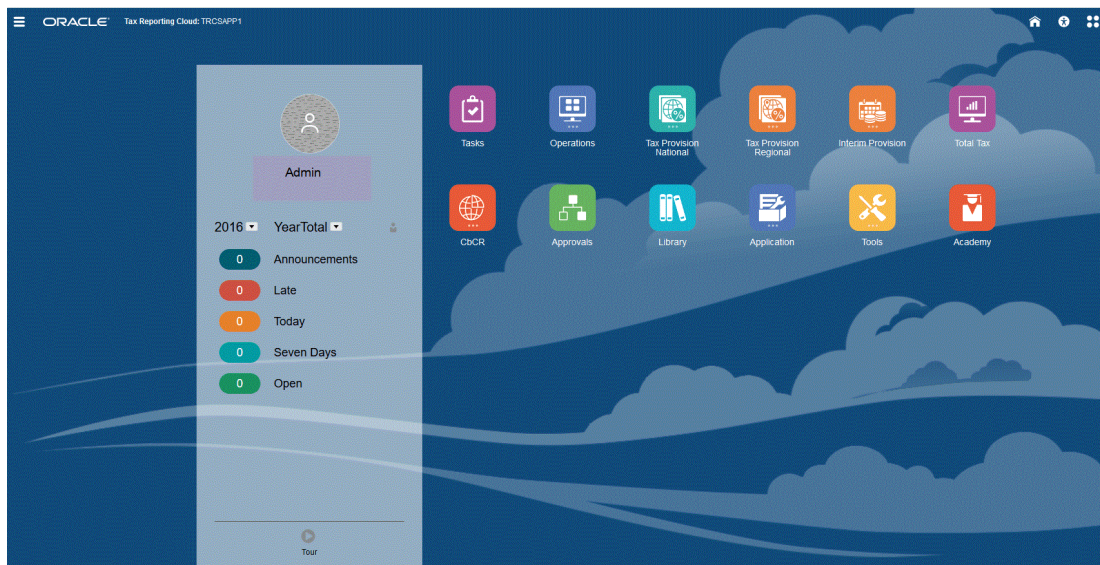 ORACLE Tax Reporting Cloud: TRCSAPP1
Admin
2016 YearTotal
0 Announcements
0 Late
0 Today
0 Seven Days
0 Open
Tour
Tasks
Operations
Tax Provision
National
Tax Provision
Regional
Interim Provision
Total Tax
CbCR
Approvals
Library
Application
Tools
Academy